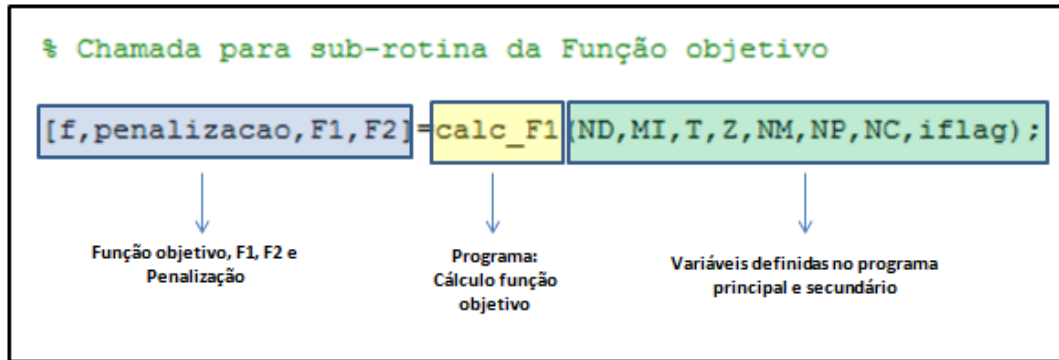 % Chamada para sub-rotina da Função objetivo
[f,penalizacao,F1,F2]=calc_F1(ND,MI,T,Z,NM,NP,NC,iflag);
Função objetivo, F1, F2 e
Penalização
Programa:
Cálculo função
objetivo
Variáveis definidas no programa
principal e secundário